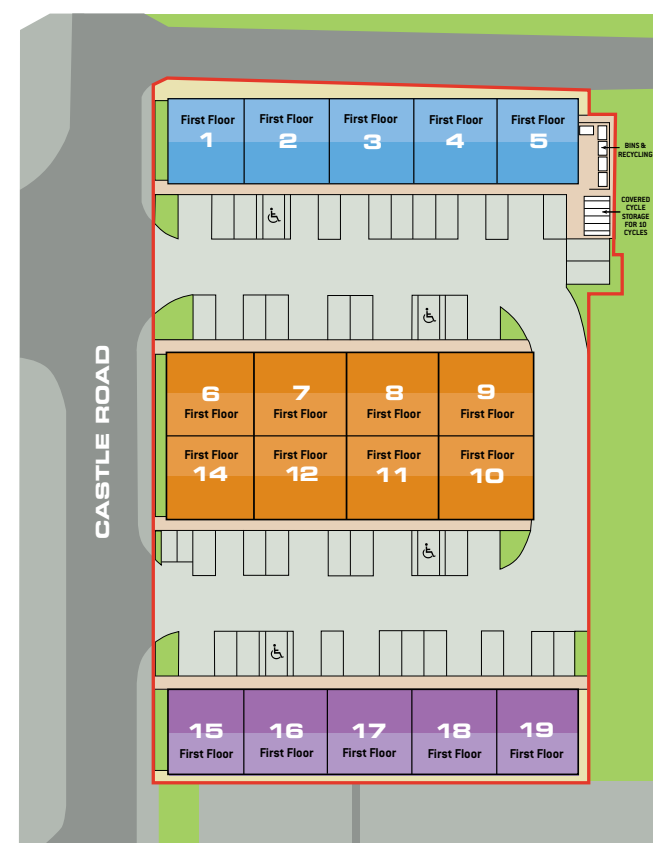 First Floor First Floor First Floor First Floor First Floor
1 2 3 4 5
BINS &
RECYCLING
COVERED
CYCLE
STORAGE
FOR 10
CYCLES
CASTLE ROAD
6 7 8 9
First Floor First Floor First Floor First Floor
First Floor First Floor First Floor First Floor
14 12 11 10
15 16 17 18 19
First Floor First Floor First Floor First Floor First Floor